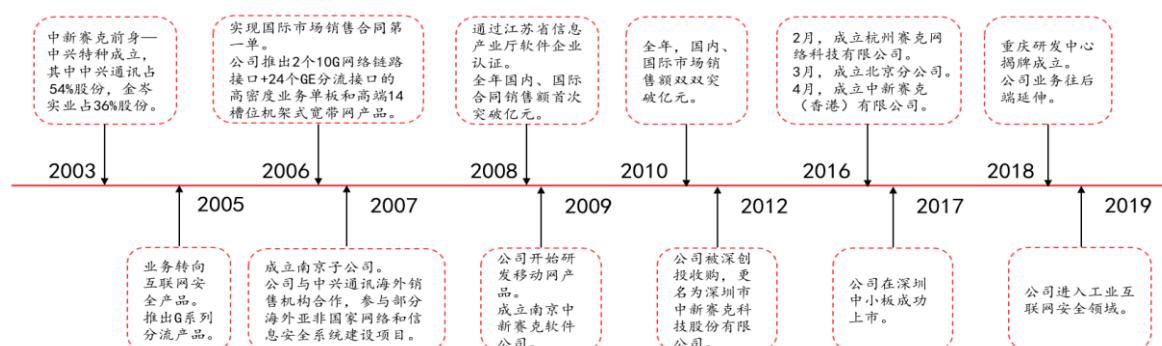 中新赛克前身—
中兴特种成立，
其中中兴通讯占
54%股份，金岑
实业占36%股份。
实现国际市场销售合同第
一单。
公司推出2个10G网络链路
接口+24个GE分流接口的
高密度业务单板和高端14
槽位机架式宽带网产品。
通过江苏省信息
产业厅软件企业
认证。
全年国内、国际
合同销售额首次
突破亿元。
全年，国内、
国际市场销
售额双双突
破亿元。
2月，成立杭州赛克网
络科技有限公司。
3月，成立北京分公司。
4月，成立中新赛克
（香港）有限公司。
重庆研发中心
揭牌成立。
公司业务往后
端延伸。
2003
2006
2008
2010
2016
2018
2005
2007
2009
2012
2017
2019
业务转向
互联网安
全产品。
推出G系列
分流产品。
成立南京子公司。
公司与中兴通讯海外销
售机构合作，参与部分
海外亚非国家网络和信
息安全系统建设项目。
公司开始研
发移动网产
品。
成立南京中
新赛克软件
公司。
公司被深创
投收购，更
名为深圳市
中新赛克科
技股份有限
公司。
公司在深圳
中小板成功
上市。
公司进入工业互
联网安全领域。